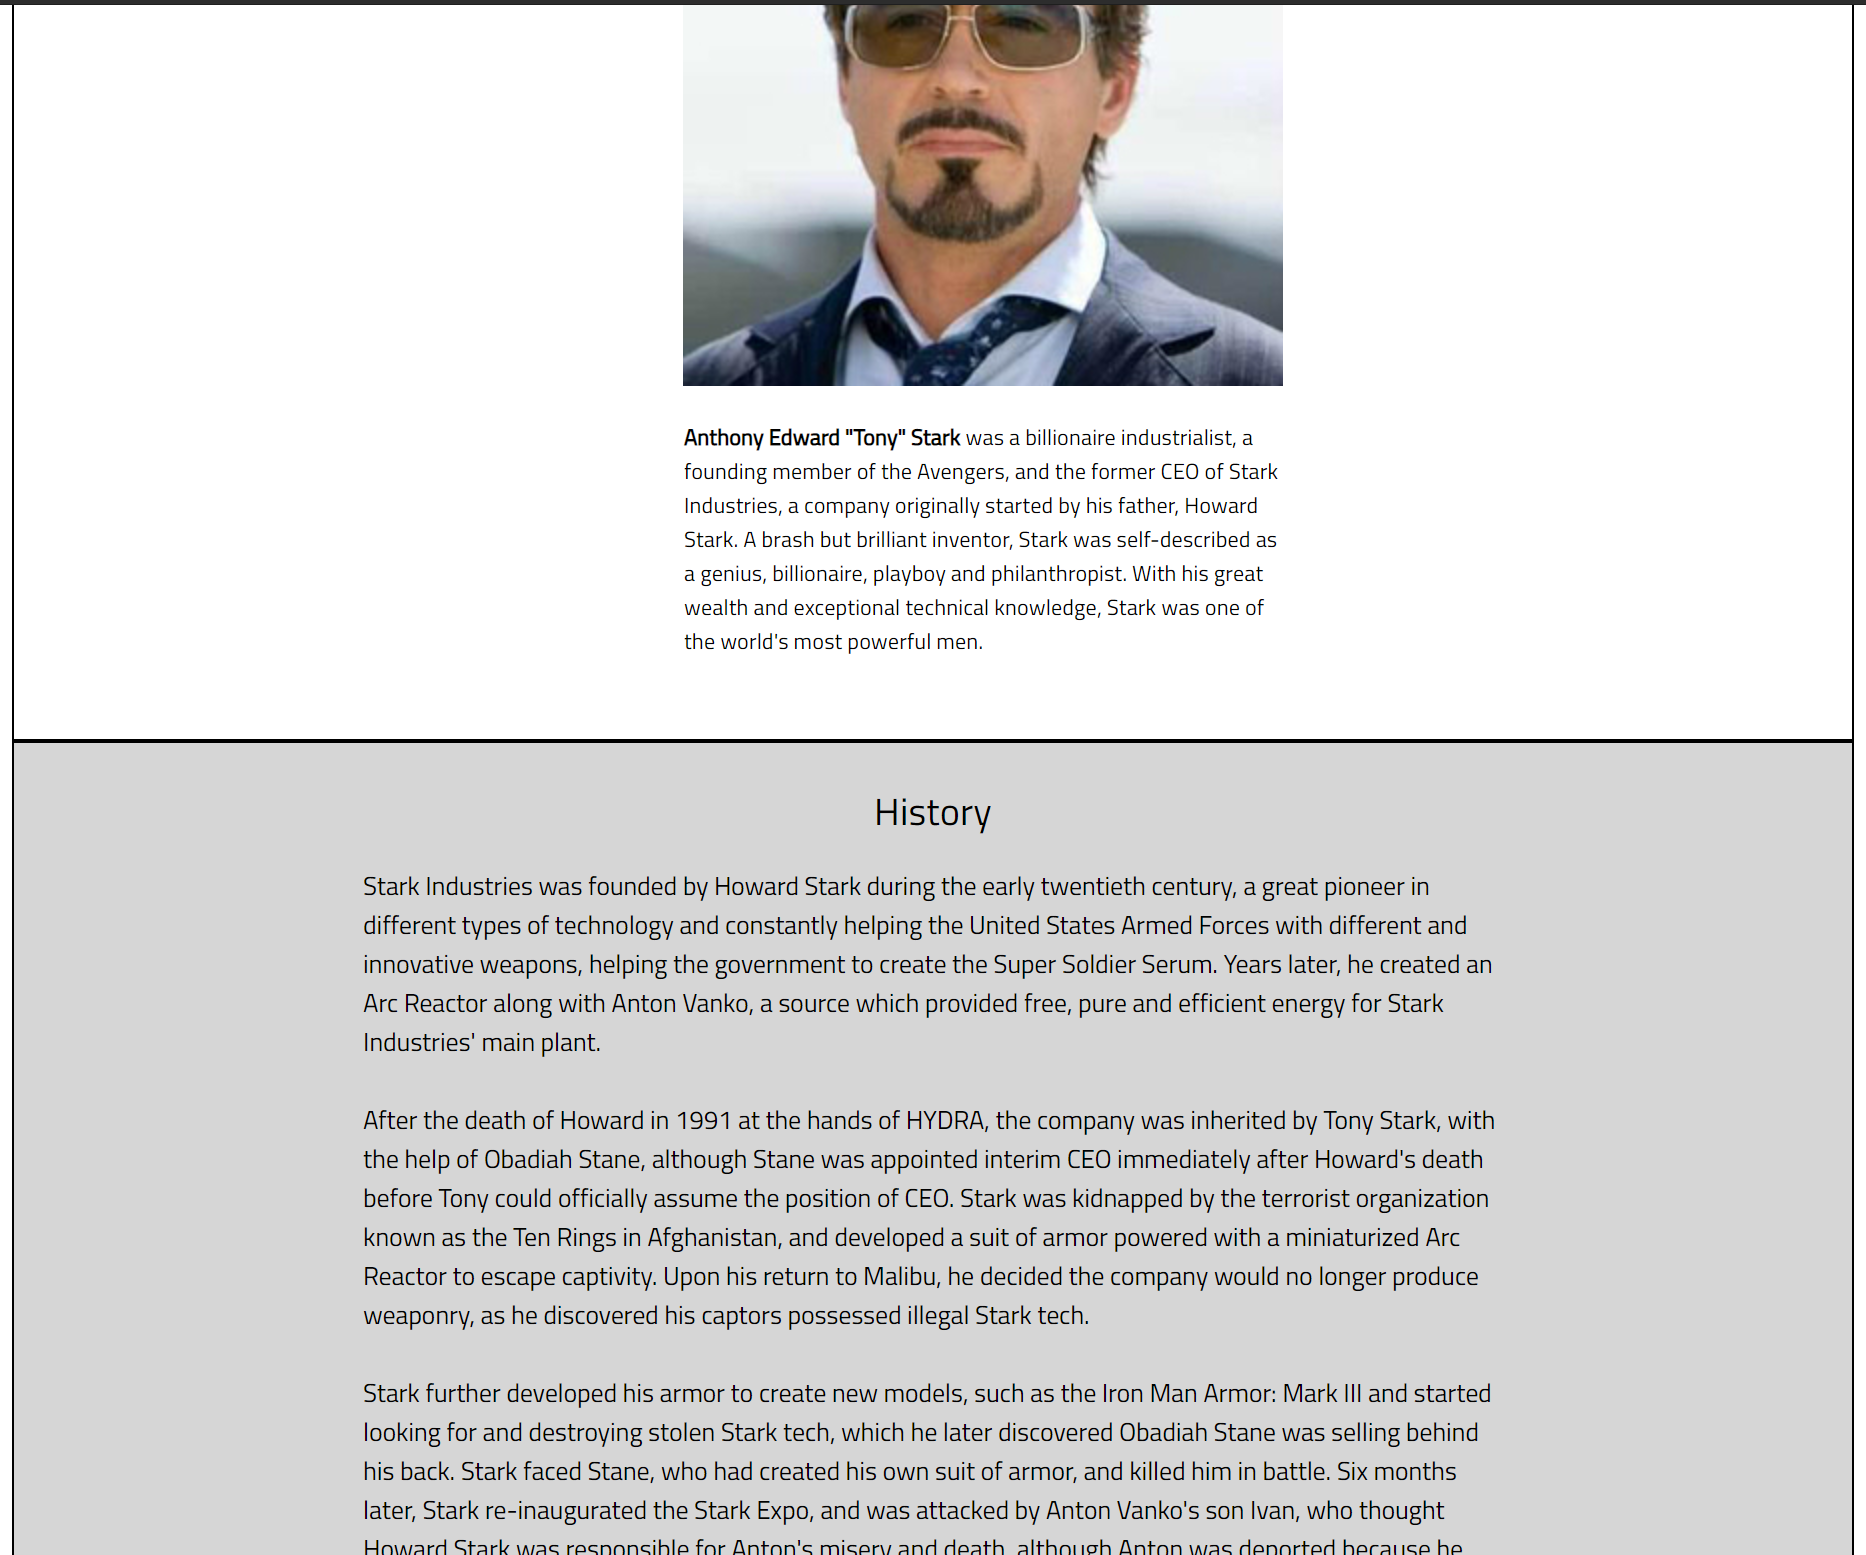 Anthony Edward "Tony" Stark was a billionaire industrialist, a
founding member of the Avengers, and the former CEO of Stark
Industries, a company originally started by his father, Howard
Stark. A brash but brilliant inventor, Stark was self-described as
a genius, billionaire, playboy and philanthropist. With his great
wealth and exceptional technical knowledge, Stark was one of
the world's most powerful men.
History
Stark Industries was founded by Howard Stark during the early twentieth century, a great pioneer in
different types of technology and constantly helping the United States Armed Forces with different and
innovative weapons, helping the government to create the Super Soldier Serum. Years later, he created an
Arc Reactor along with Anton Vanko, a source which provided free, pure and efficient energy for Stark
Industries' main plant.
After the death of Howard in 1991 at the hands of HYDRA, the company was inherited by Tony Stark, with
the help of Obadiah Stane, although Stane was appointed interim CEO immediately after Howard's death
before Tony could officially assume the position of CEO. Stark was kidnapped by the terrorist organization
known as the Ten Rings in Afghanistan, and developed a suit of armor powered with a miniaturized Arc
Reactor to escape captivity. Upon his return to Malibu, he decided the company would no longer produce
weaponry, as he discovered his captors possessed illegal Stark tech.
Stark further developed his armor to create new models, such as the Iron Man Armor: Mark III and started
looking for and destroying stolen Stark tech, which he later discovered Obadiah Stane was selling behind
his back. Stark faced Stane, who had created his own suit of armor, and killed him in battle. Six months
later, Stark re-inaugurated the Stark Expo, and was attacked by Anton Vanko's son Ivan, who thought
Howard Stark was responsible for Anton's misery and death, although Anton was deported because he